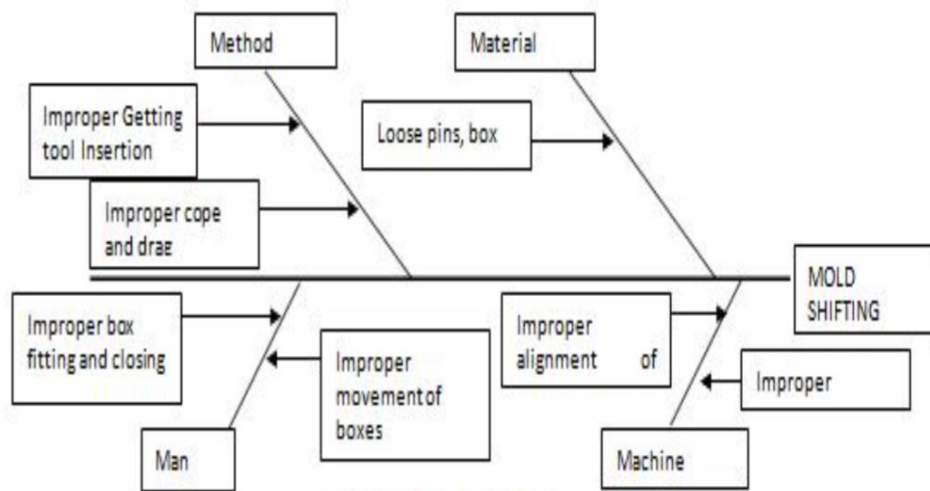 Method
Material
Improper Getting
tool Insertion
Loose pins, box
Improper cope
and drag
MOLD
SHIFTING
Improper box
fitting and closing
Improper
movement of
boxes
Improper
alignment of
Improper
Man
Machine